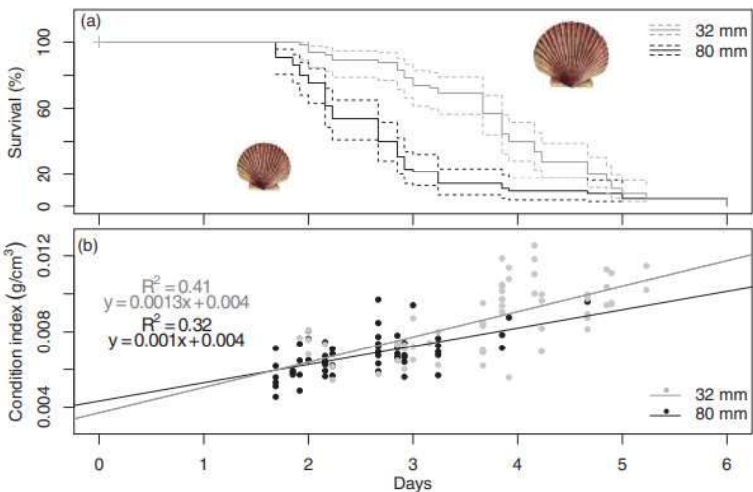 (a)
32 mm
80 mm
Survival (%)
100
60
20
0
(b)
R² = 0.41
y = 0.0013x + 0.004
R² = 0.32
y = 0.001x + 0.004
Condition index (g/cm³)
0.012
0.008
0.004
32 mm
80 mm
0 1 2 3 4 5 6
Days